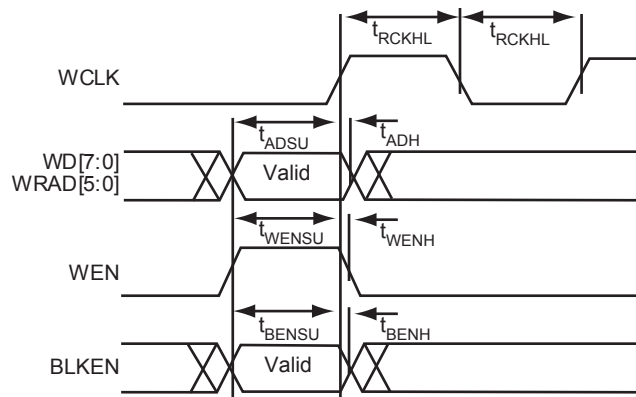 tRCKHL tRCKHL
WCLK
tADSU tADH
WD[7:0]
WRAD[5:0]
Valid
tWENSU tWENH
WEN
tBENSU tBENH
BLKEN
Valid